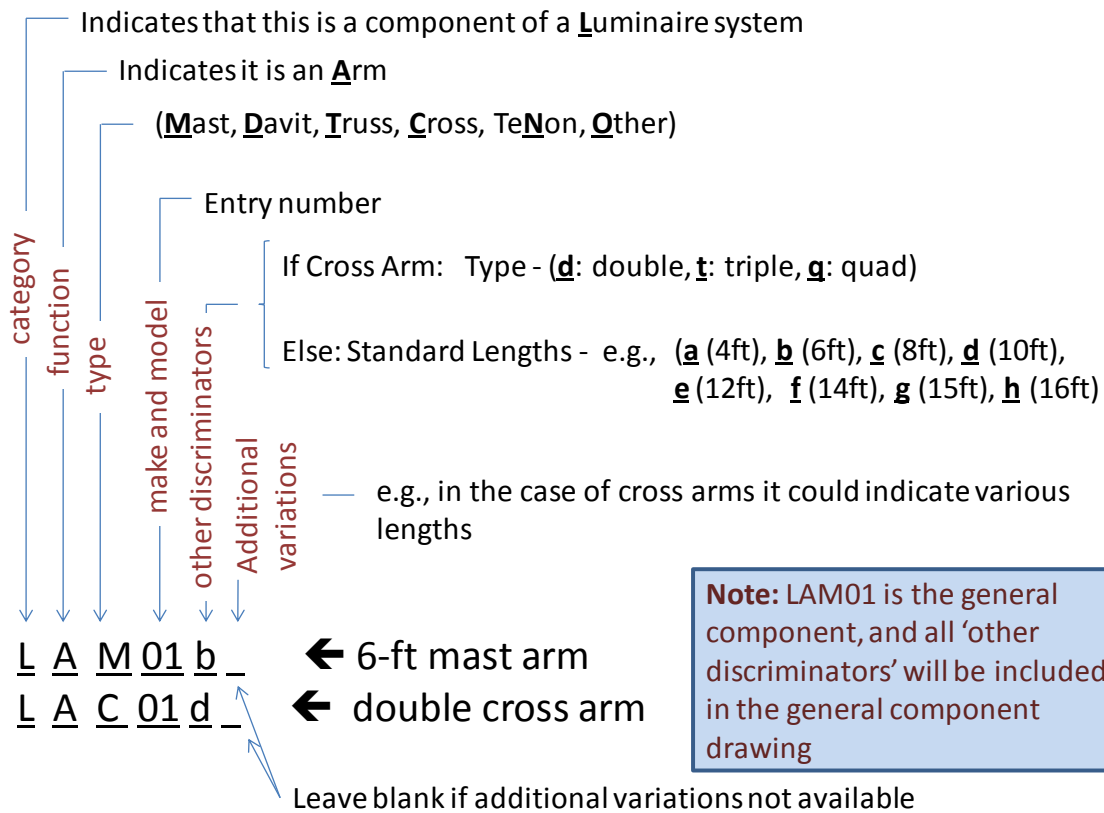 Indicates that this is a component of a Luminaire system
Indicates it is an Arm
(Mast, Davit, Truss, Cross, TeNon, Other)
Entry number
If Cross Arm: Type - (d: double, t: triple, q: quad)
Else: Standard Lengths - e.g., (a (4ft), b (6ft), c (8ft), d (10ft),
e (12ft), f (14ft), g (15ft), h (16ft)
category
function
type
make and model
other discriminators
Additional
variations
e.g., in the case of cross arms it could indicate various
lengths
Note: LAM01 is the general
component, and all ‘other
discriminators’ will be included
in the general component
drawing
L A M 01 b _ 🡸 6-ft mast arm
L A C 01 d _ 🡸 double cross arm
Leave blank if additional variations not available